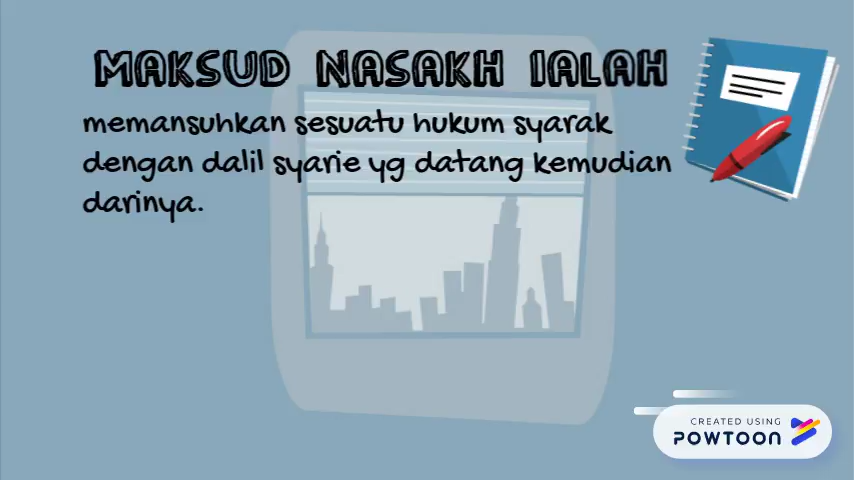 MAKSUD NASAKH IALAH
memansuhkan sesuatu hukum syarak
dengan dalil syarie yg datang kemudian
darinya.
CREATED USING
POWTOON